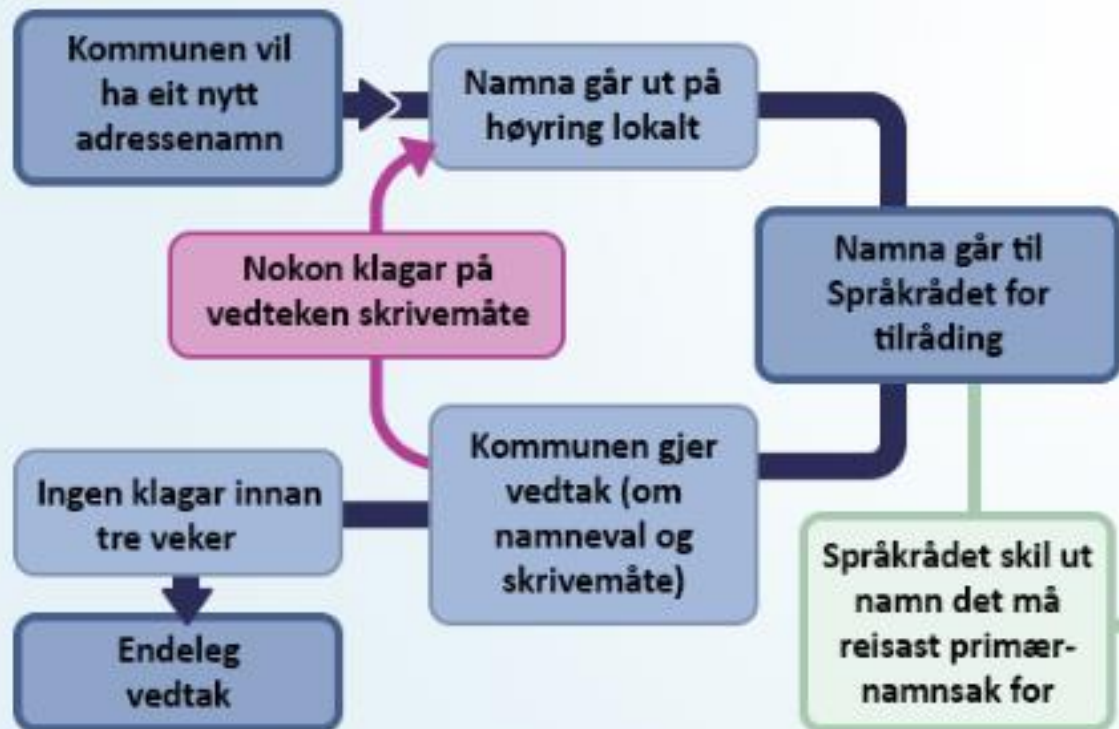 Kommunen vil
ha eit nytt
adressenamn
Namna går ut på
høyring lokalt
Namna går til
Språkrådet for
tilråding
Nokon klagar på
vedteken skrivemåte
Kommunen gjer
vedtak (om
namneval og
skrivemåte)
Ingen klagar innan
tre veker
Endeleg
vedtak
Språkrådet skil ut
namn det må
reisast primær-
namnsak for